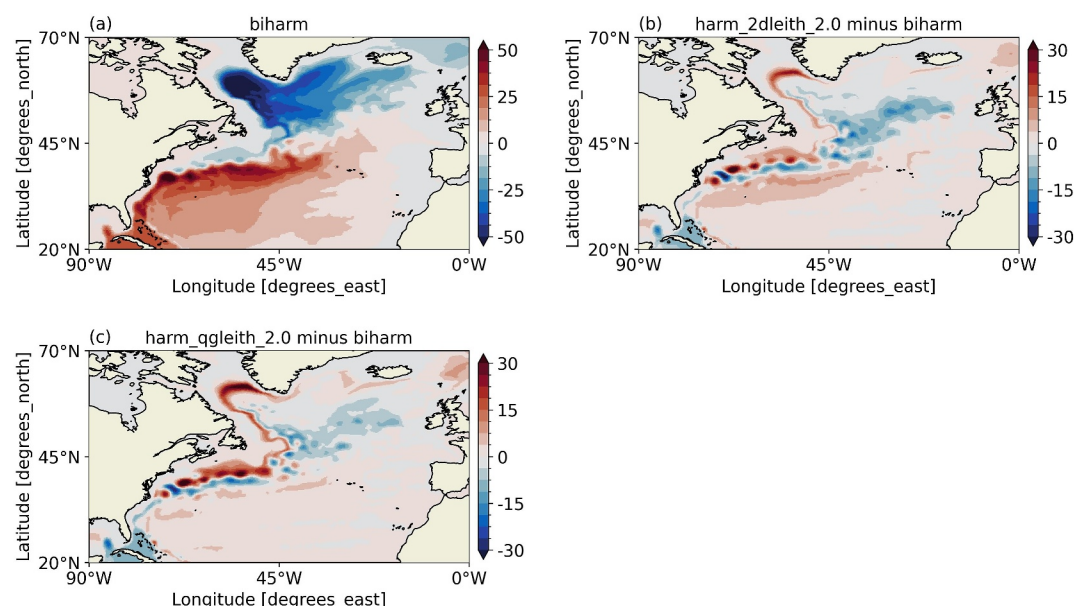 (a) biharm
70°N
45°N
20°N
90°W 45°W 0°W
Longitude [degrees_east]
Latitude [degrees_north]
50
25
0
-25
-50
(b) harm_2dleith_2.0 minus biharm
70°N
45°N
20°N
90°W 45°W 0°W
Longitude [degrees_east]
Latitude [degrees_north]
30
15
0
-15
-30
(c) harm_qgleith_2.0 minus biharm
70°N
45°N
20°N
90°W 45°W 0°W
Longitude [degrees_east]
Latitude [degrees_north]
30
15
0
-15
-30